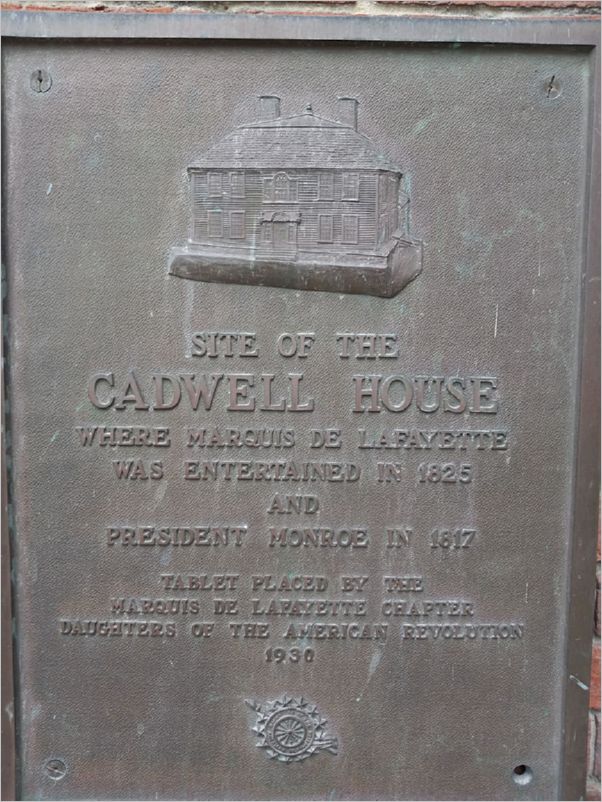 SITE OF THE
CADWELL HOUSE
WHERE MARQUIS DE LAFAYETTE
WAS ENTERTAINED IN 1825
AND
PRESIDENT MONROE IN 1817
TABLET PLACED BY THE
MARQUIS DE LAFAYETTE CHAPTER
DAUGHTERS OF THE AMERICAN REVOLUTION
1930